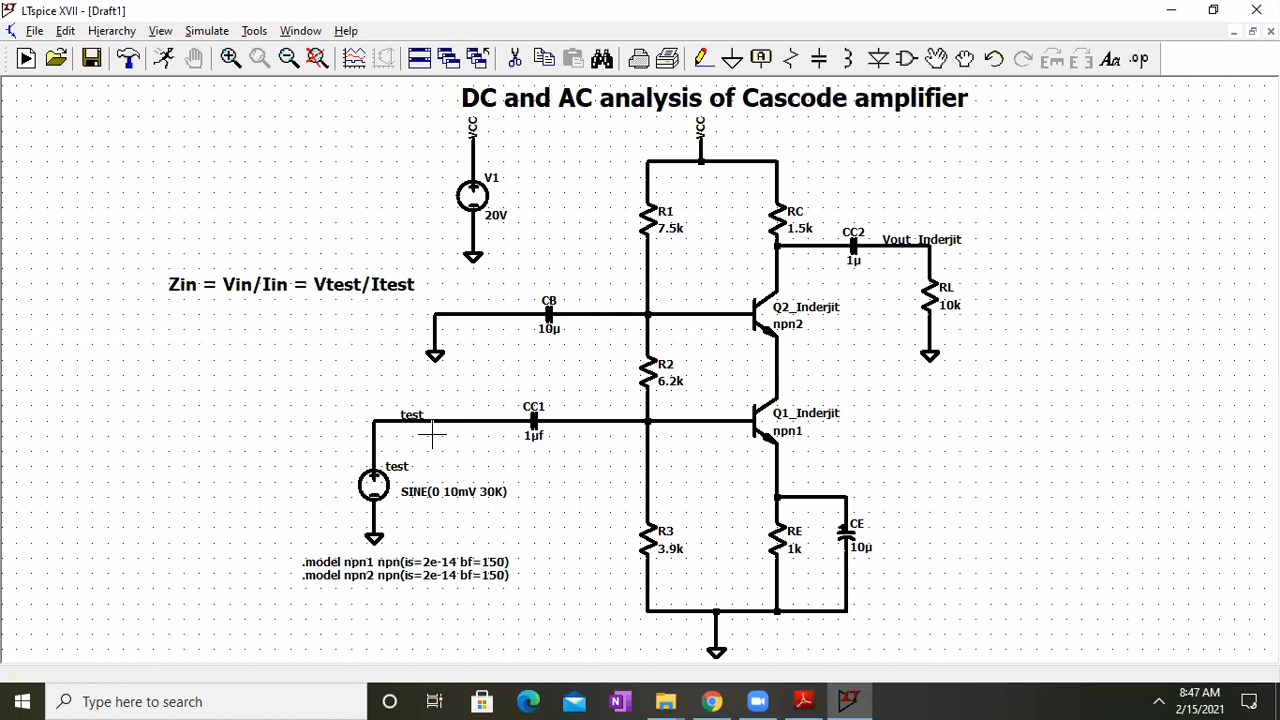 LTspice XVII - [Draft1]
File Edit Hierarchy View Simulate Tools Window Help
Aa .op
DC and AC analysis of Cascode amplifier
VCC
VCC
V1
20V
R1
7.5k
RC
1.5k
CC2
1µ
Vout_Inderjit
RL
10k
Zin = Vin/Iin = Vtest/Itest
CB
10µ
Q2_Inderjit
npn2
R2
6.2k
test
CC1
1µf
Q1_Inderjit
npn1
test
SINE(0 10mV 30K)
R3
3.9k
RE
1k
CE
10µ
.model npn1 npn(is=2e-14 bf=150)
.model npn2 npn(is=2e-14 bf=150)
Type here to search
8:47 AM
2/15/2021